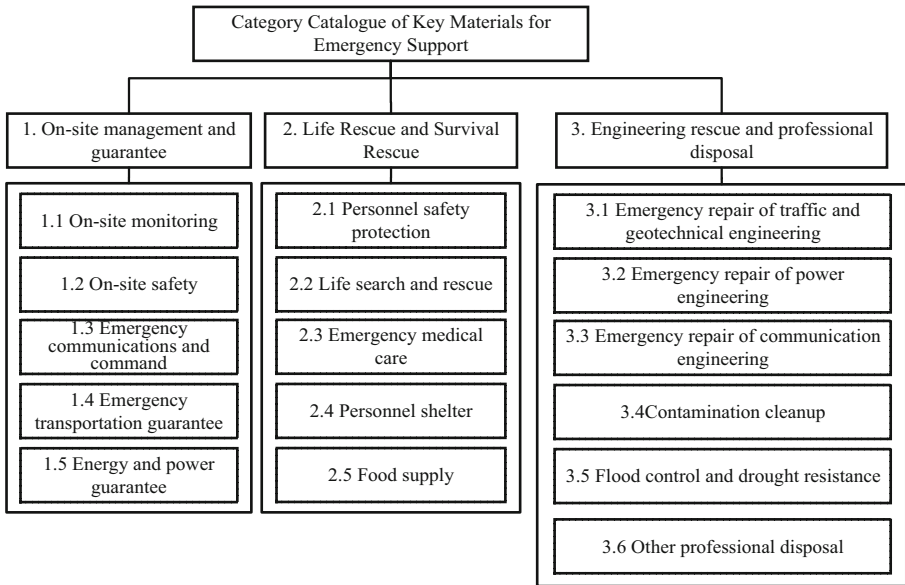 Category Catalogue of Key Materials for
Emergency Support
1. On-site management and
guarantee
1.1 On-site monitoring
1.2 On-site safety
1.3 Emergency
communications and
command
1.4 Emergency
transportation guarantee
1.5 Energy and power
guarantee
2. Life Rescue and Survival
Rescue
2.1 Personnel safety
protection
2.2 Life search and rescue
2.3 Emergency medical
care
2.4 Personnel shelter
2.5 Food supply
3. Engineering rescue and professional
disposal
3.1 Emergency repair of traffic and
geotechnical engineering
3.2 Emergency repair of power
engineering
3.3 Emergency repair of communication
engineering
3.4Contamination cleanup
3.5 Flood control and drought resistance
3.6 Other professional disposal